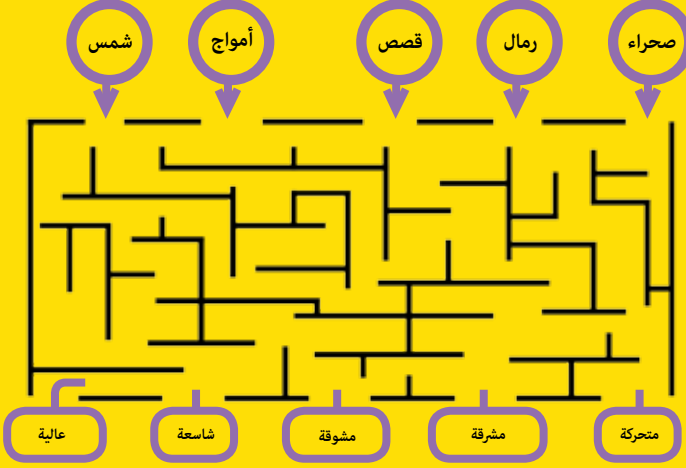 صحراء
رمال
قصص
أمواج
شمس
متحركة
مشرقة
مشوقة
شاسعة
عالية